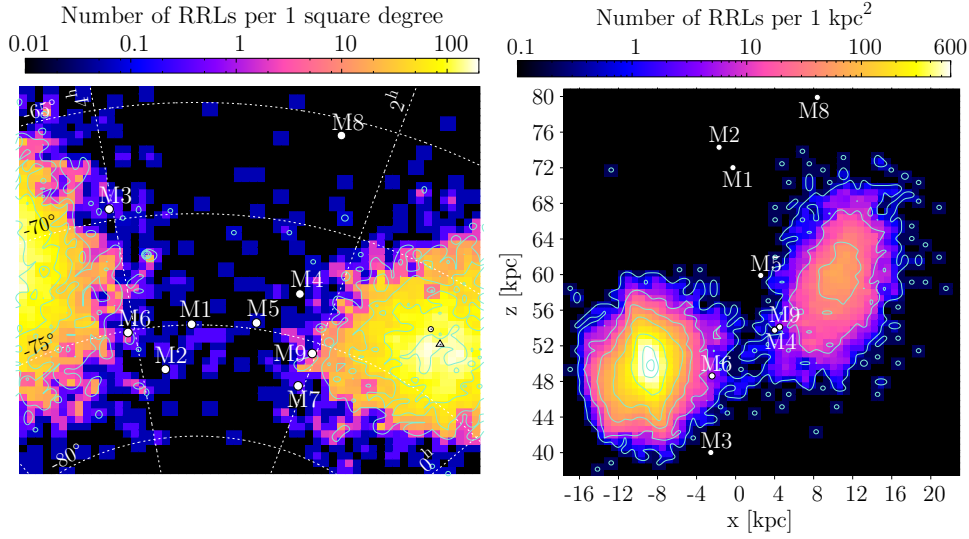 Number of RRLs per 1 square degree
0.01 0.1 1 10 100
-65°
4ʰ
2ʰ
M8
M3
-70°
M4
M6
M1
M5
-75°
M2
M9
M7
-80°
0ʰ
Number of RRLs per 1 kpc²
0.1 1 10 100 600
80
76
72
68
64
60
56
52
48
44
40
z [kpc]
M8
M2
M1
M5
M9
M4
M6
M3
-16 -12 -8 -4 0 4 8 12 16 20
x [kpc]